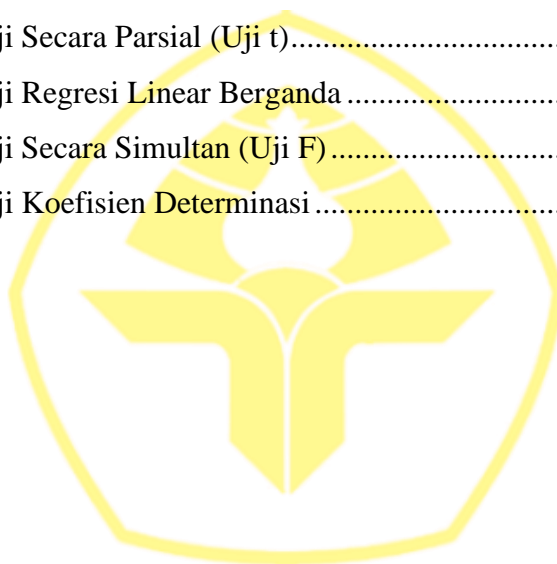 ji Secara Parsial (Uji t)..................................
ji Regresi Linear Berganda..........................
ji Secara Simultan (Uji F)............................
ji Koefisien Determinasi..............................